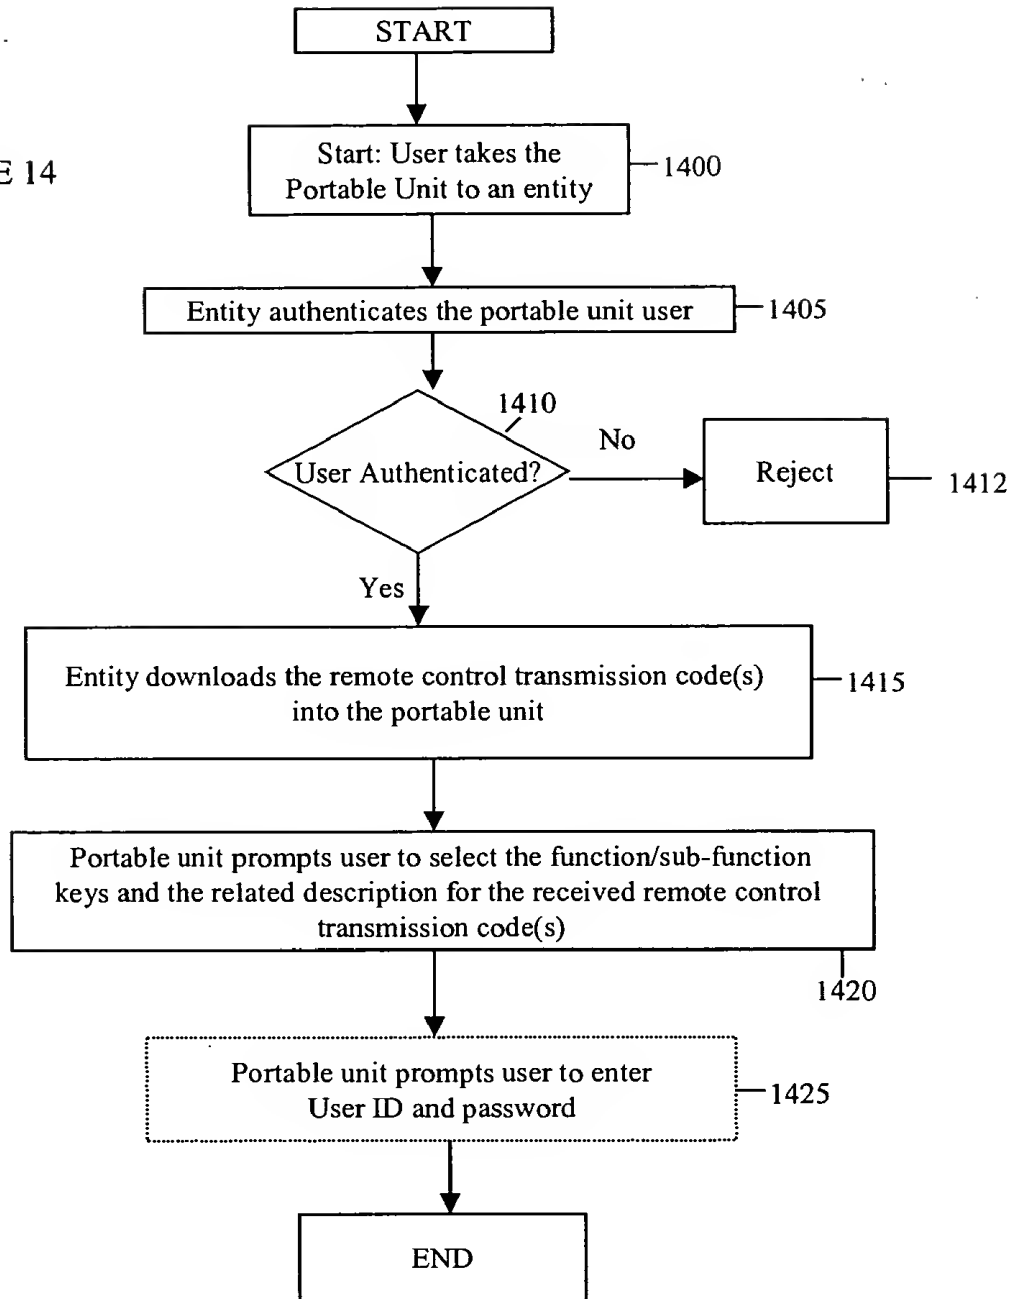 START
Start: User takes the
Portable Unit to an entity
1400
E 14
Entity authenticates the portable unit user
1405
1410
User Authenticated?
No
Reject
1412
Yes
Entity downloads the remote control transmission code(s)
into the portable unit
1415
Portable unit prompts user to select the function/sub-function
keys and the related description for the received remote control
transmission code(s)
1420
Portable unit prompts user to enter
User ID and password
1425
END